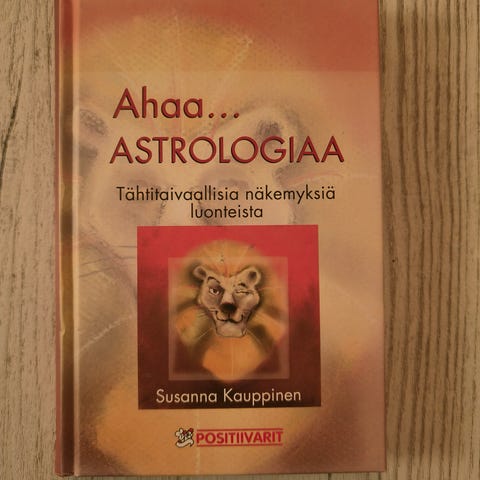 Ahaa...
ASTROLOGIAA
Tähtitaivaallisia näkemyksiä
luonteista
Susanna Kauppinen
POSITIIVARIT